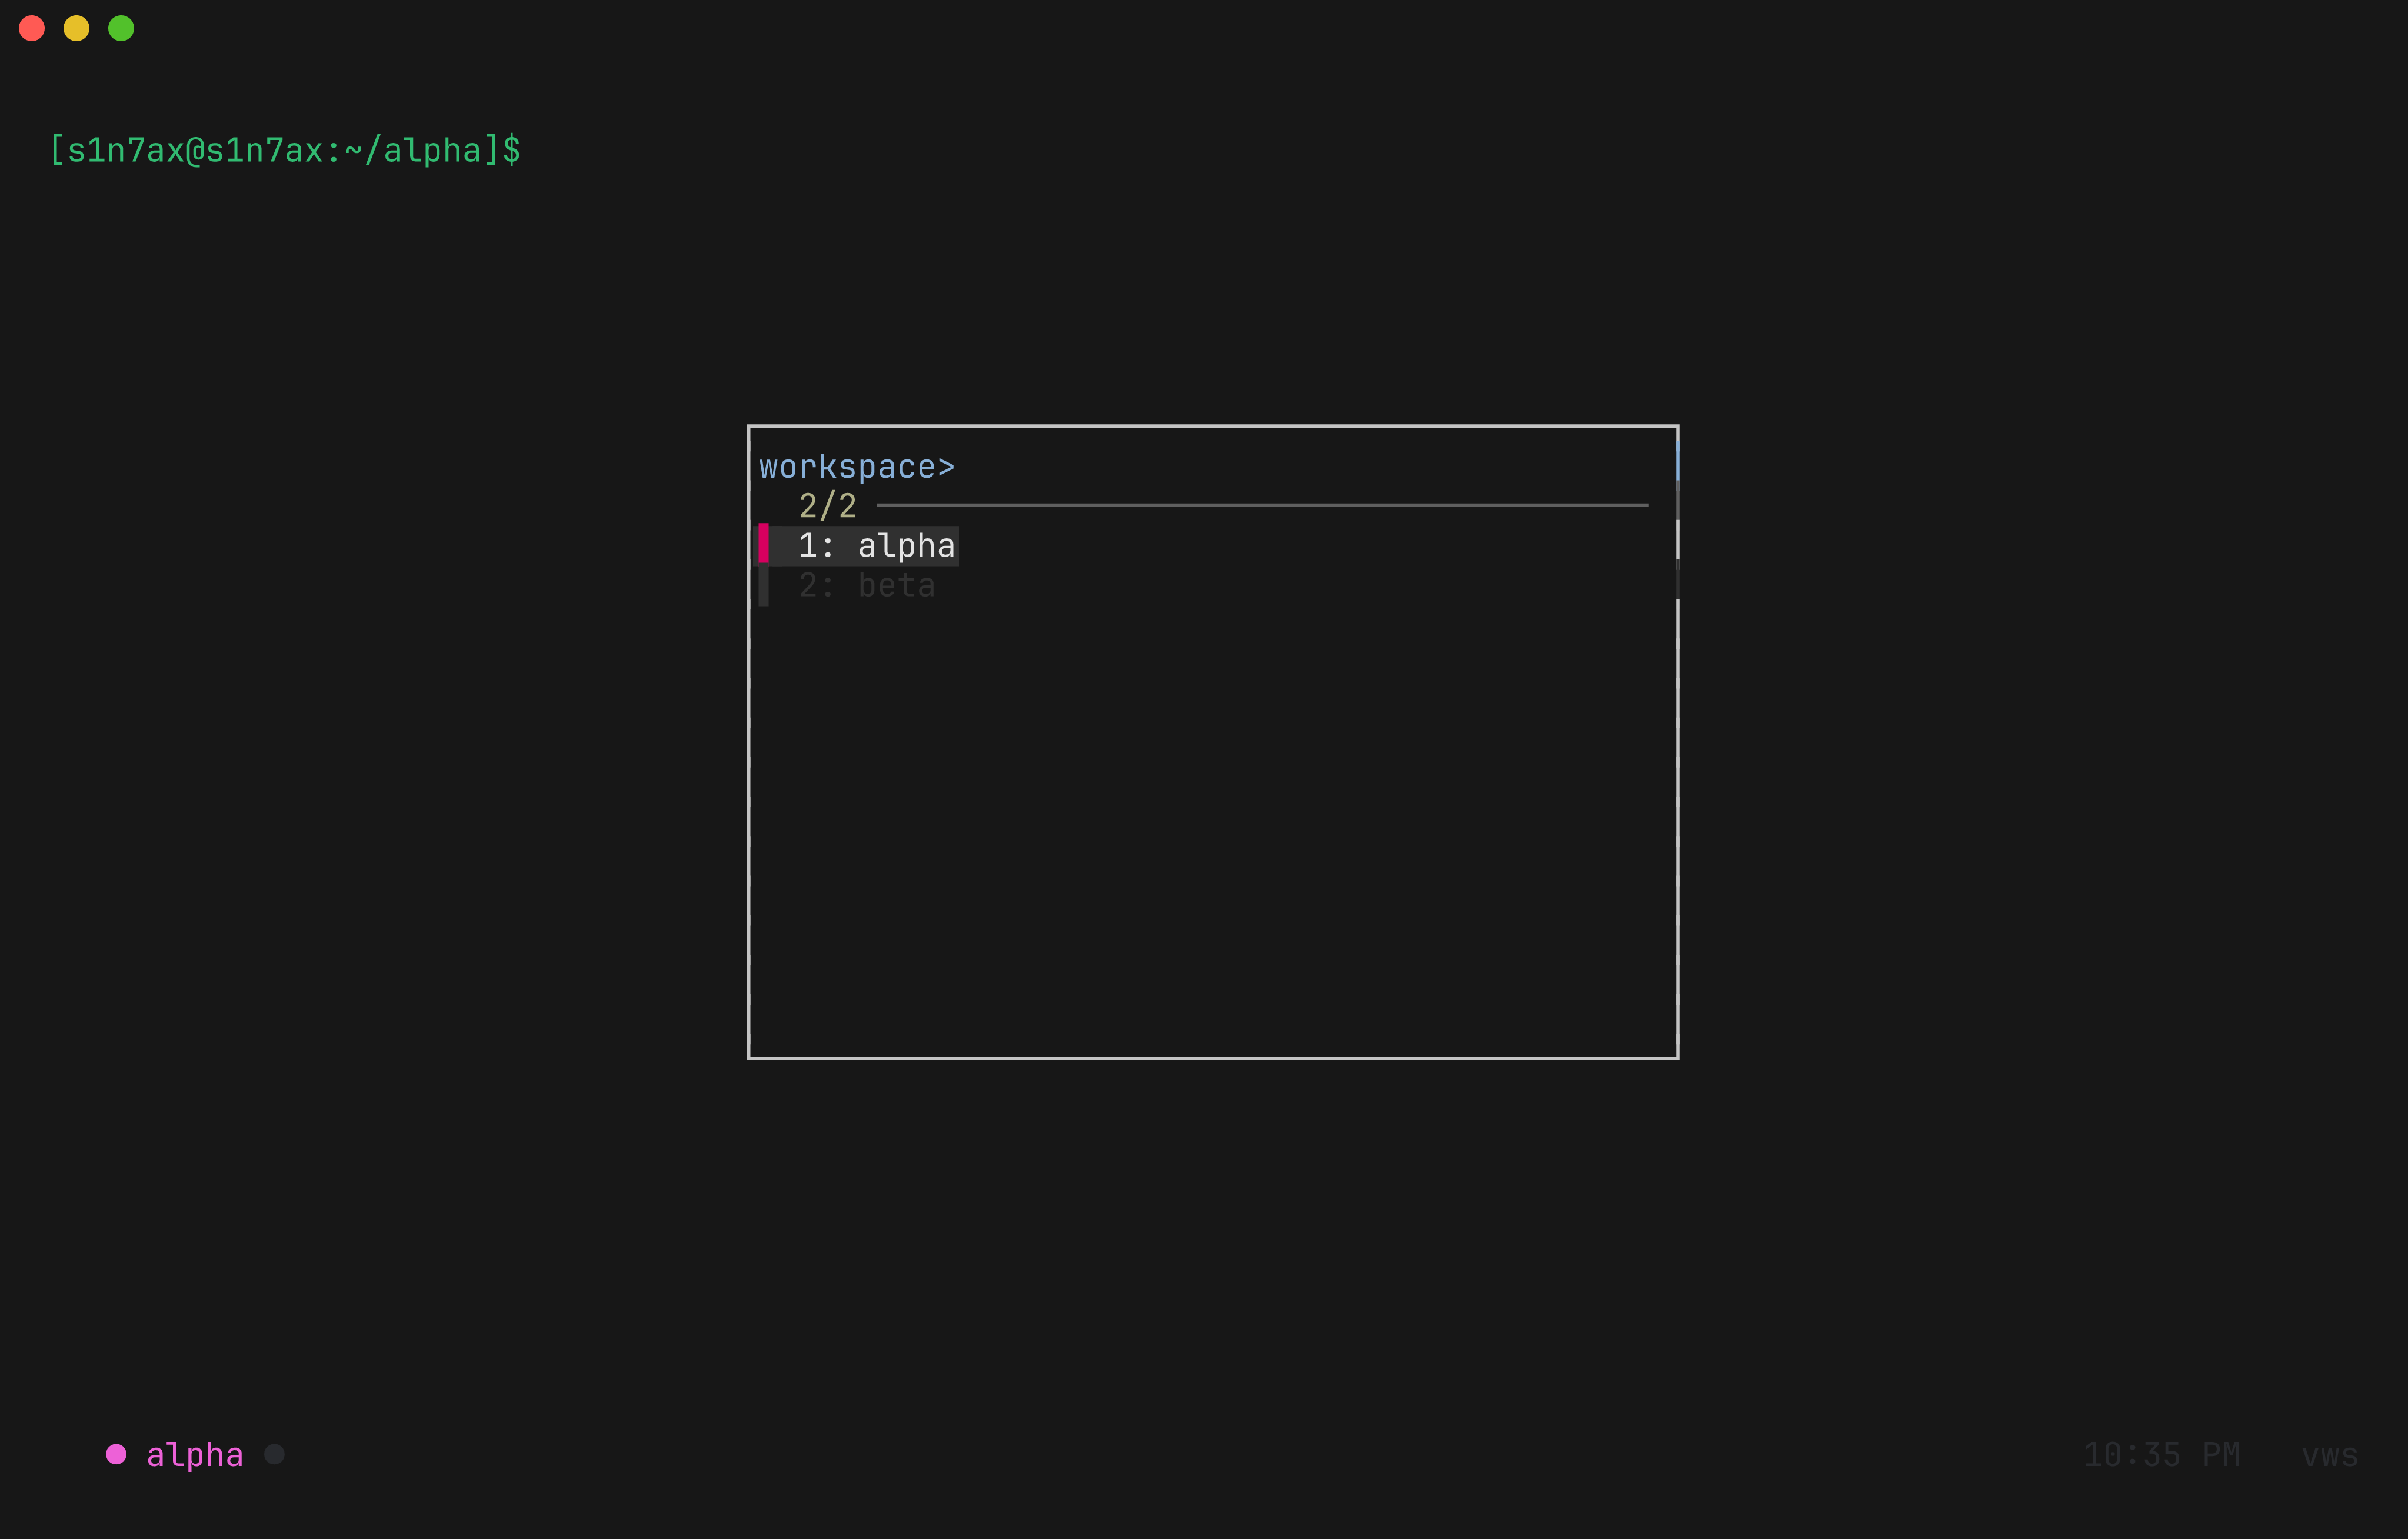 [s1n7ax@s1n7ax:~/alpha]$
workspace>
2/2
1: alpha
2: beta
alpha
10:35 PM vws